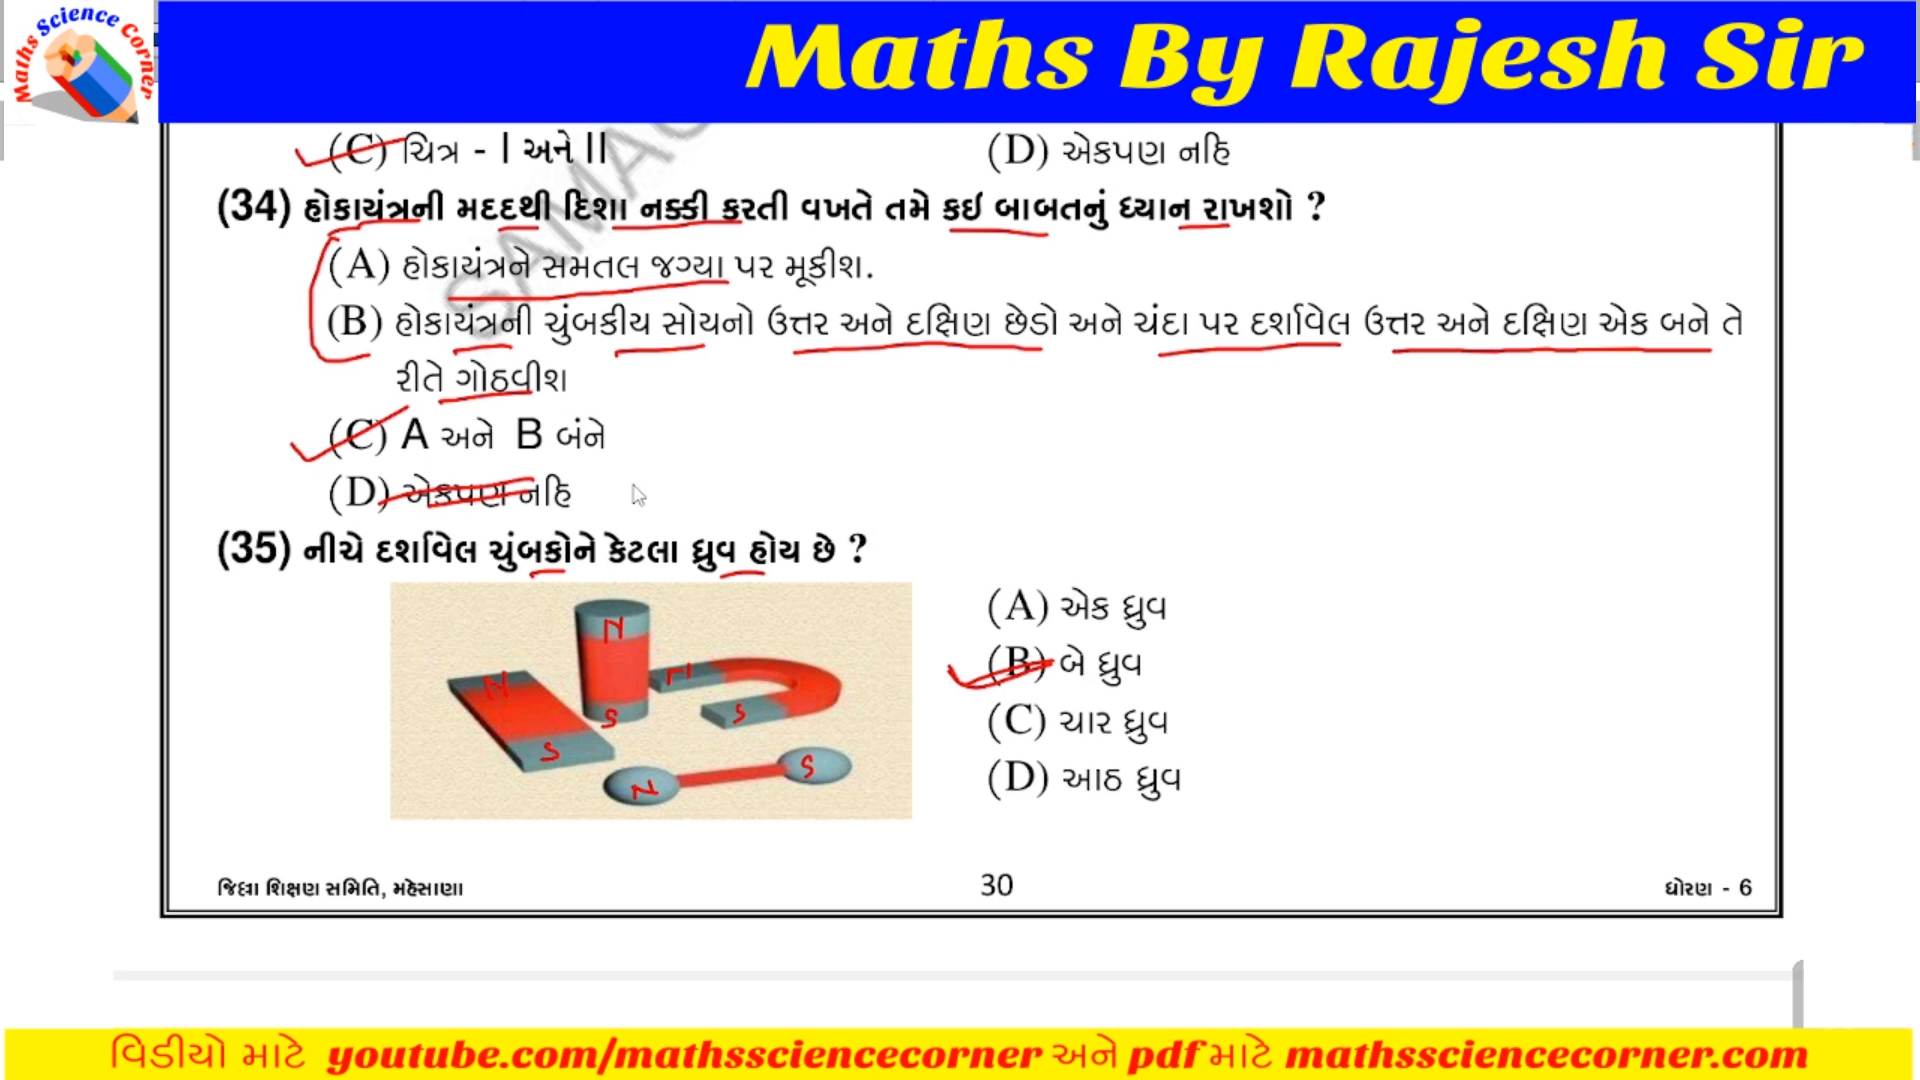 Maths Science Corner
Maths By Rajesh Sir
(C) ચિત્ર - I અને II
(D) એકપણ નહિ
(34) હોકાયંત્રની મદદથી દિશા નક્કી કરતી વખતે તમે કઇ બાબતનું ધ્યાન રાખશો ?
(A) હોકાયંત્રને સમતલ જગ્યા પર મૂકીશ.
(B) હોકાયંત્રની ચુંબકીય સોયનો ઉત્તર અને દક્ષિણ છેડો અને ચંદા પર દર્શાવેલ ઉત્તર અને દક્ષિણ એક બને તે
રીતે ગોઠવીશ
(C) A અને B બંને
(D) એકપણ નહિ
(35) નીચે દર્શાવેલ ચુંબકોને કેટલા ધ્રુવ હોય છે ?
N
N
N
S
S
S
N
S
(A) એક ધ્રુવ
(B) બે ધ્રુવ
(C) ચાર ધ્રુવ
(D) આઠ ધ્રુવ
જિલ્લા શિક્ષણ સમિતિ, મહેસાણા
30
ધોરણ - 6
વિડીયો માટે youtube.com/mathssciencecorner અને pdf માટે mathssciencecorner.com